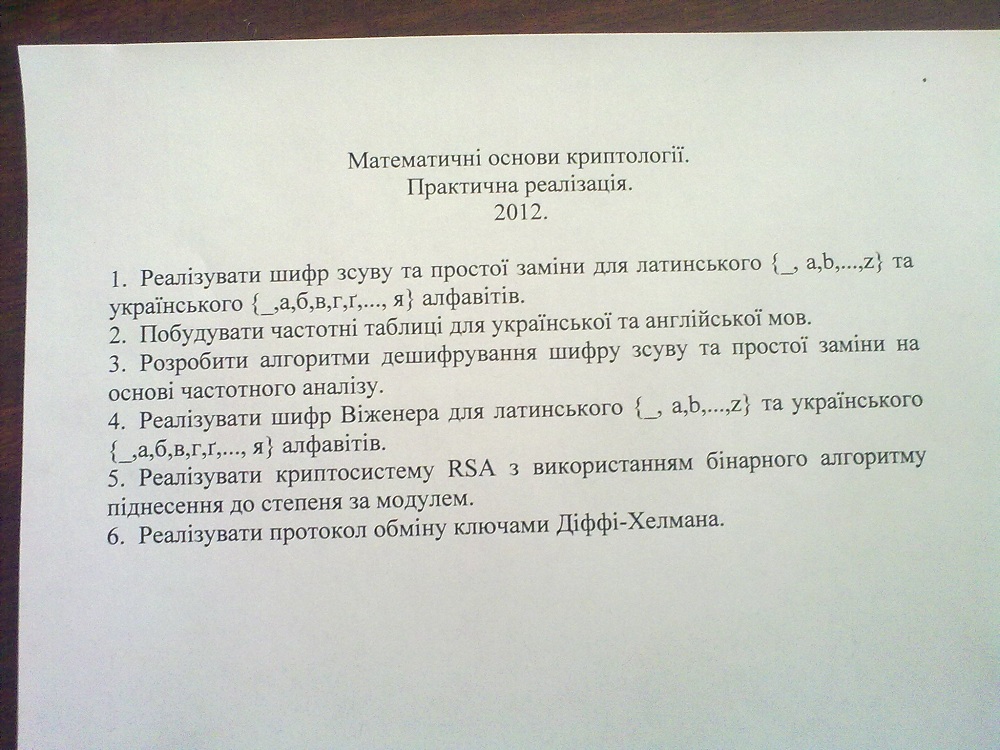 Математичні основи криптології.
Практична реалізація.
2012.
1. Реалізувати шифр зсуву та простої заміни для латинського {_, a,b,...,z} та
українського {_,а,б,в,г,ґ,..., я} алфавітів.
2. Побудувати частотні таблиці для української та англійської мов.
3. Розробити алгоритми дешифрування шифру зсуву та простої заміни на
основі частотного аналізу.
4. Реалізувати шифр Віженера для латинського {_, a,b,...,z} та українського
{_,а,б,в,г,ґ,..., я} алфавітів.
5. Реалізувати криптосистему RSA з використанням бінарного алгоритму
піднесення до степеня за модулем.
6. Реалізувати протокол обміну ключами Діффі-Хелмана.